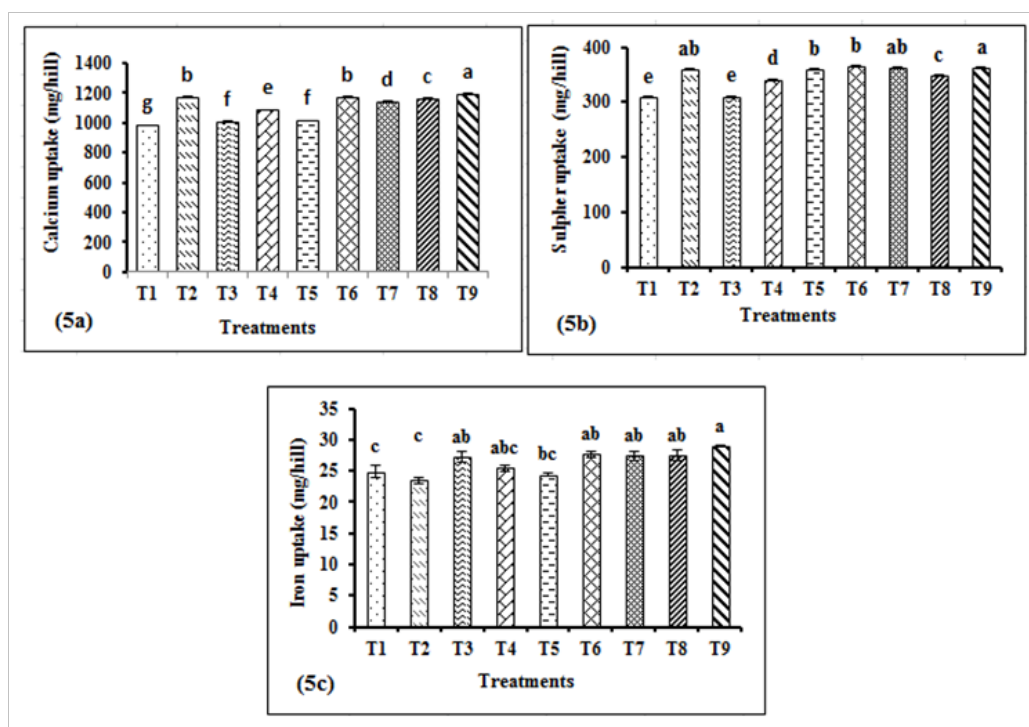 Calcium uptake (mg/hill)
1400
1200
1000
800
600
400
200
0
g b f e f b d c a
T1 T2 T3 T4 T5 T6 T7 T8 T9
(5a)
Treatments
Sulpher uptake (mg/hill)
400
300
200
100
0
e ab e d b b ab c a
T1 T2 T3 T4 T5 T6 T7 T8 T9
(5b)
Treatments
Iron uptake (mg/hill)
35
30
25
20
15
10
5
0
c c ab abc bc ab ab ab a
T1 T2 T3 T4 T5 T6 T7 T8 T9
(5c)
Treatments